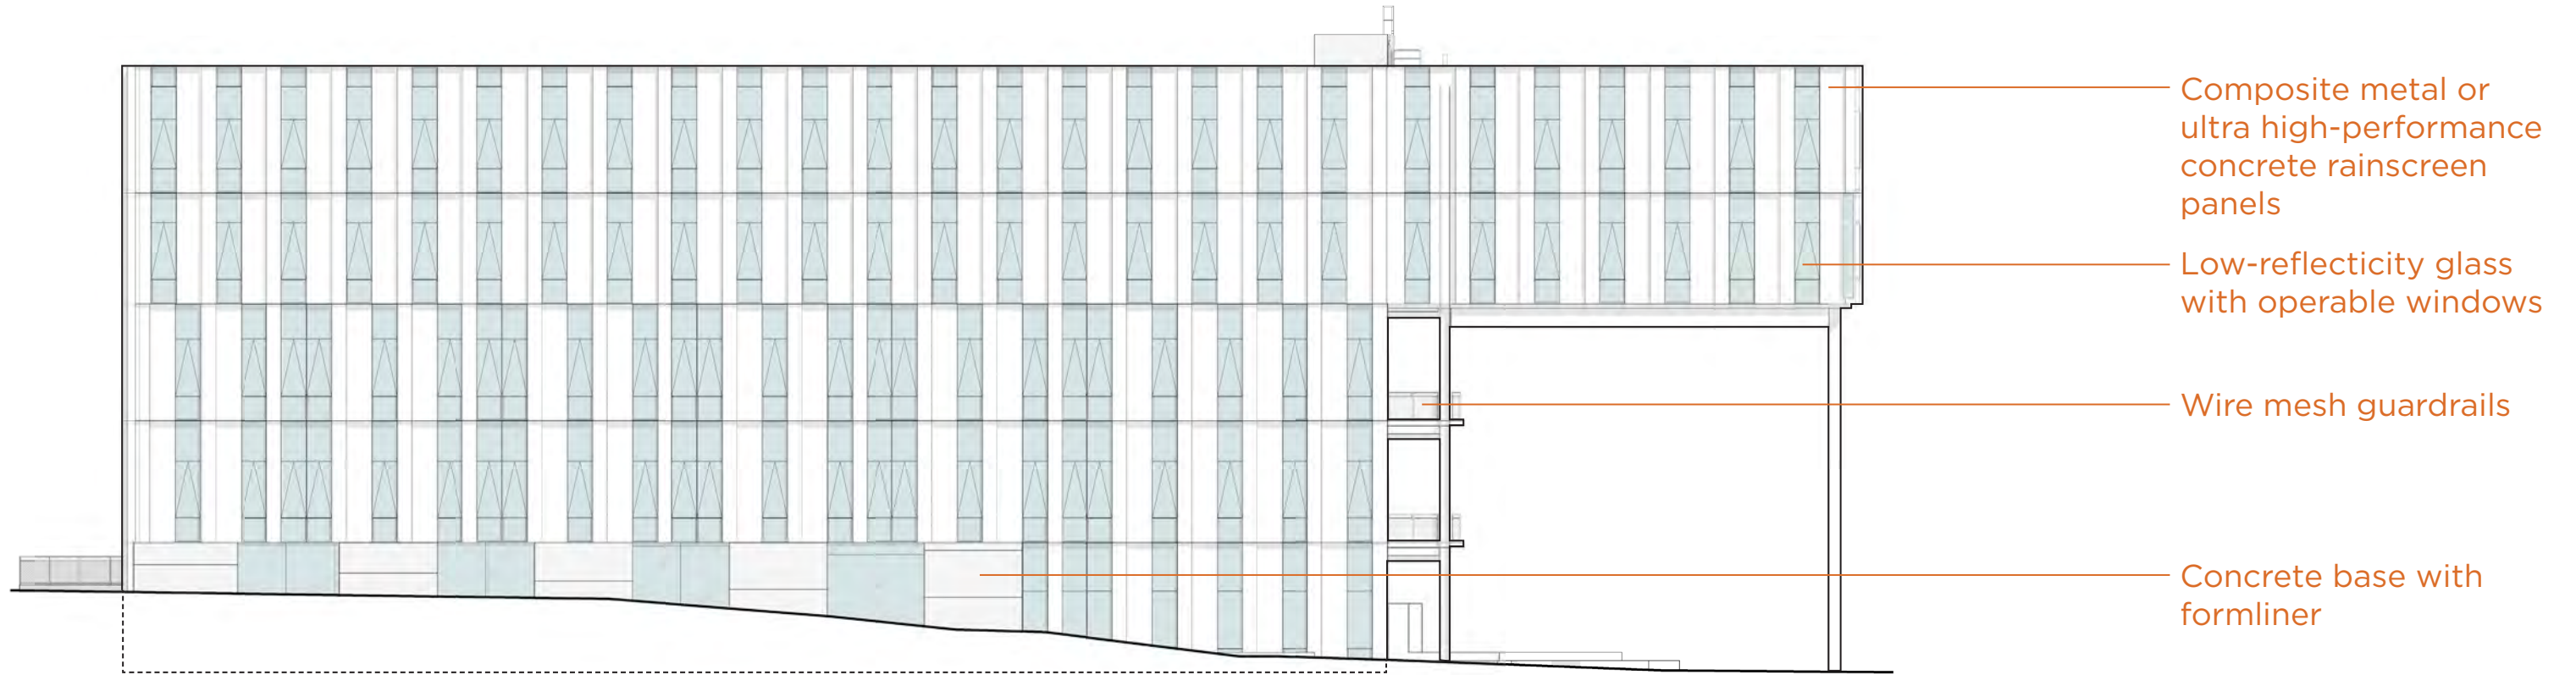 Composite metal or
ultra high-performance
concrete rainscreen
panels
Low-reflecticity glass
with operable windows
Wire mesh guardrails
Concrete base with
formliner